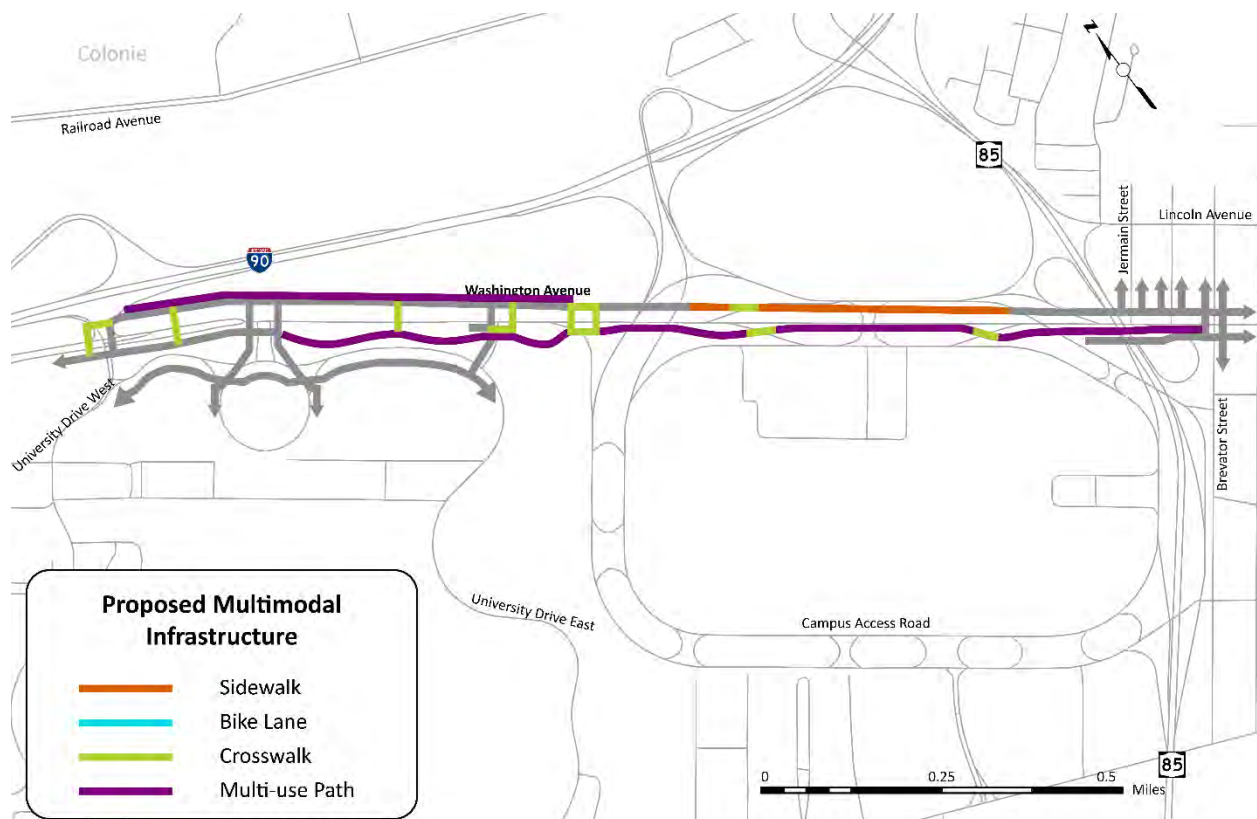 Colonie
Railroad Avenue
N
85
Jermain Street
Lincoln Avenue
90
Washington Avenue
University Drive West
Brevator Street
University Drive East
Campus Access Road
Proposed Multimodal
Infrastructure
Sidewalk
Bike Lane
Crosswalk
Multi-use Path
85
0
0.25
0.5
Miles